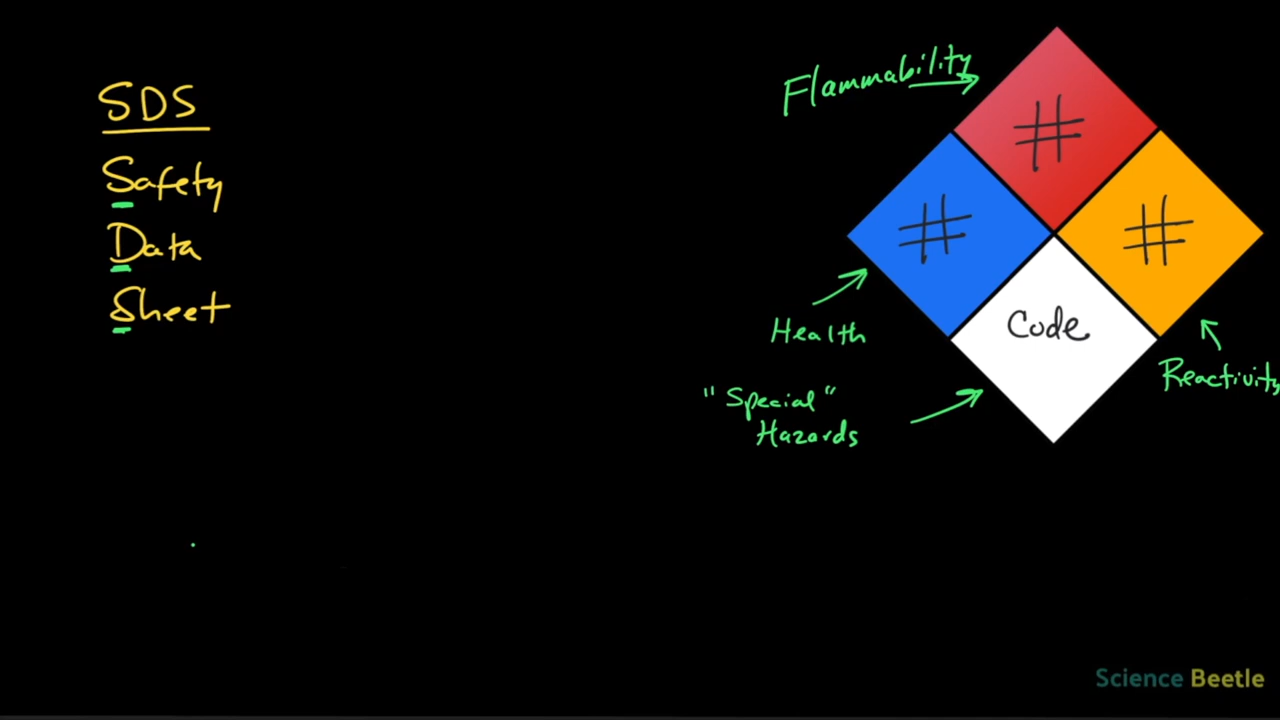 SDS
Safety
Data
Sheet
Flammability
#
#
#
Code
Health
Reactivity
"Special"
Hazards
Science Beetle